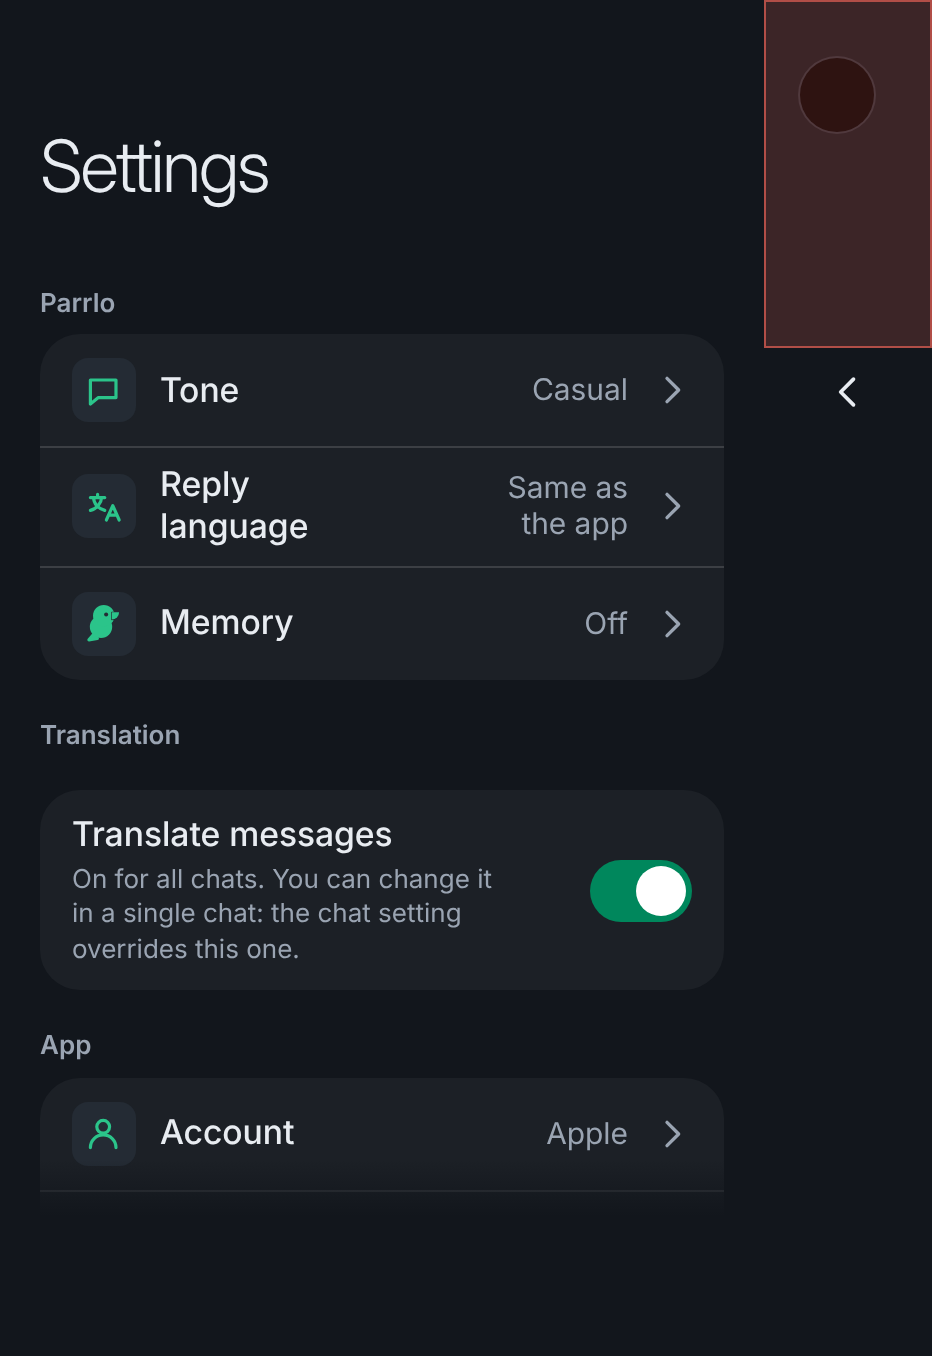 Settings
Parrlo
Tone
Casual
Reply
language
Same as
the app
Memory
Off
Translation
Translate messages
On for all chats. You can change it
in a single chat: the chat setting
overrides this one.
App
Account
Apple